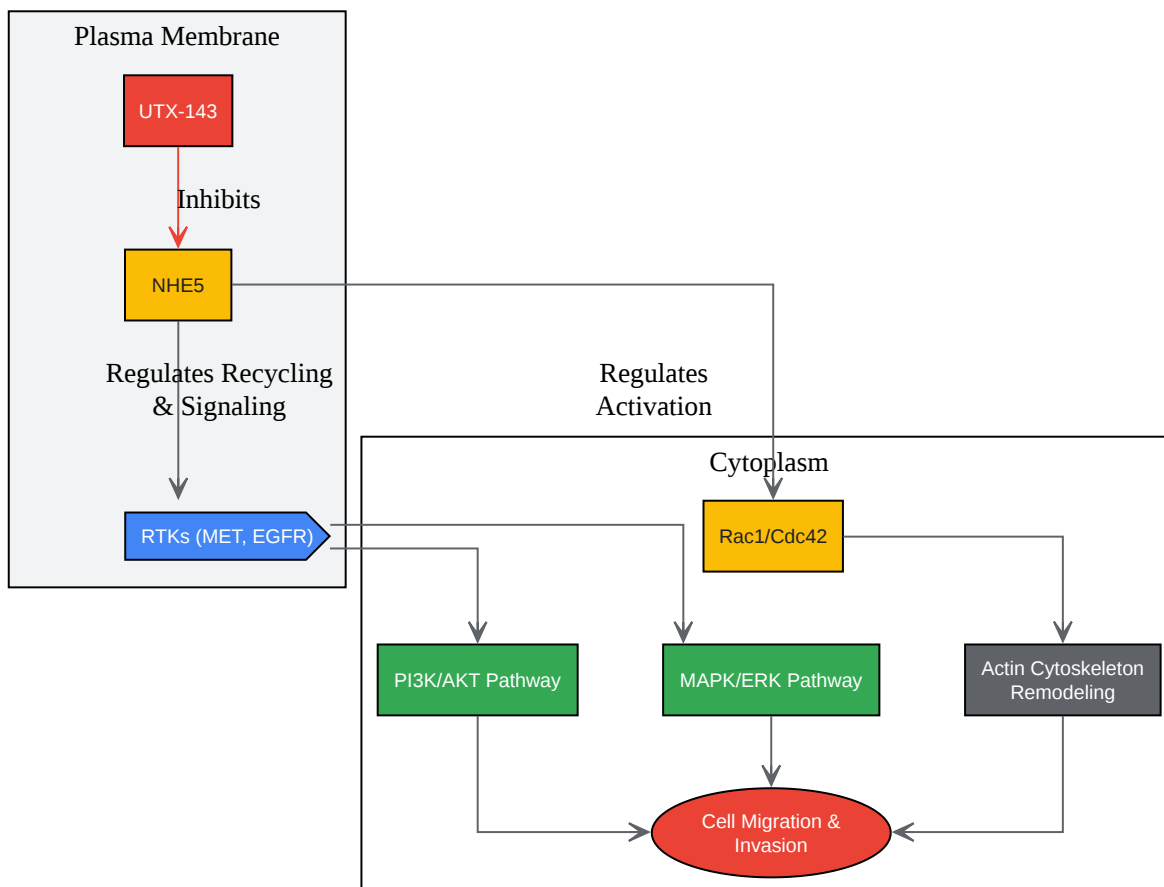 Plasma Membrane
UTX-143
Inhibits
NHE5
Regulates Recycling
& Signaling
Regulates
Activation
Cytoplasm
RTKs (MET, EGFR)
Rac1/Cdc42
PI3K/AKT Pathway
MAPK/ERK Pathway
Actin Cytoskeleton
Remodeling
Cell Migration &
Invasion